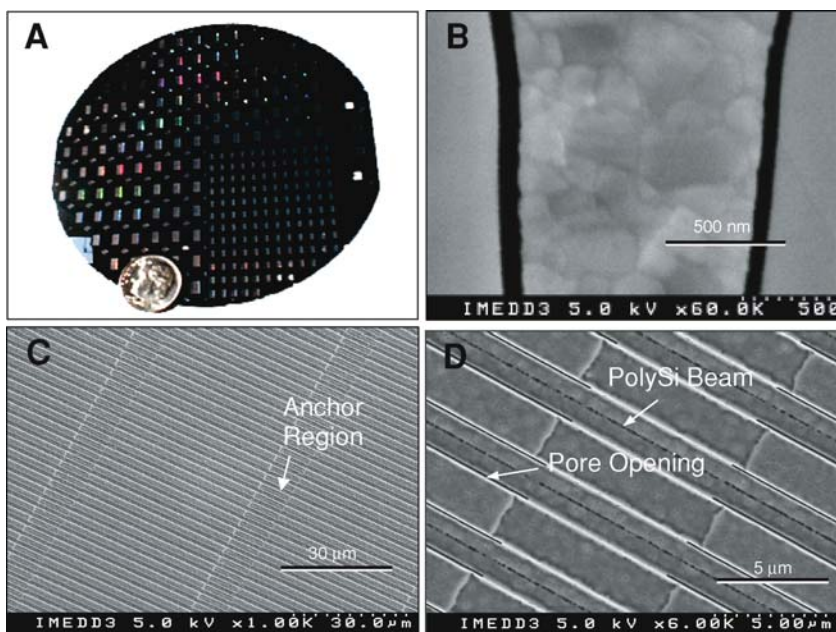 A
B
500 nm
IMEDD3 5.0 kV x60.0K 500
C
Anchor
Region
30 μm
IMEDD3 5.0 kV x1.00K 30.0μm
D
PolySi Beam
Pore Opening
5 μm
IMEDD3 5.0 kV x6.00K 5.00μm